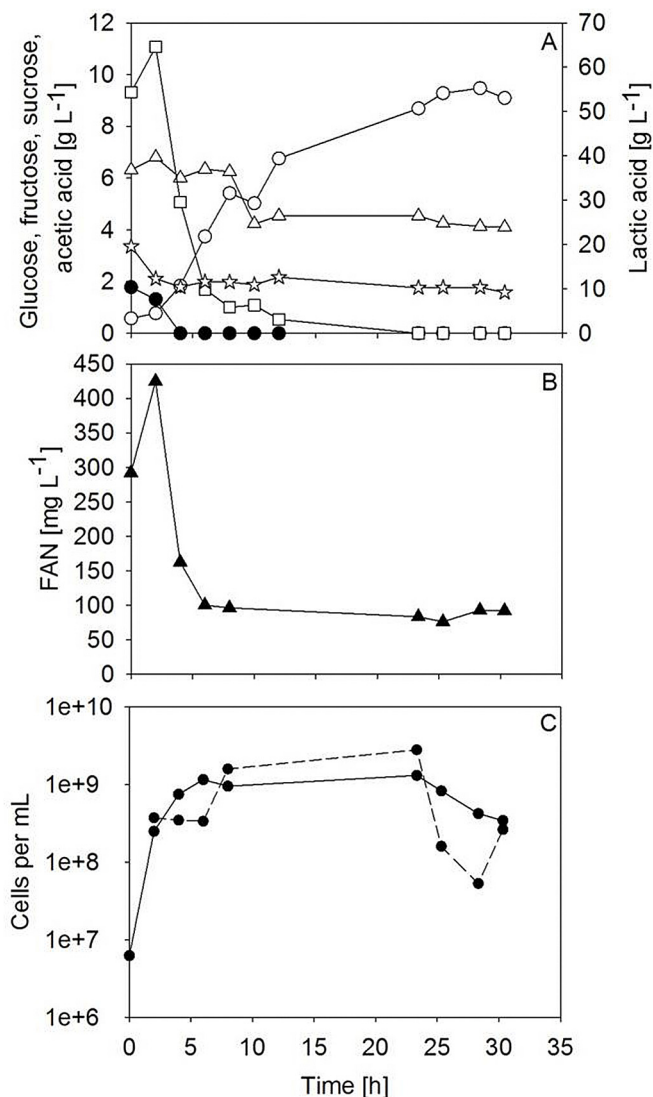 A
Glucose, fructose, sucrose,
acetic acid [g L-1]
12
10
8
6
4
2
0
70
60
50
40
30
20
10
0
Lactic acid [g L-1]
B
FAN [mg L-1]
450
400
350
300
250
200
150
100
50
0
C
Cells per mL
1e+10
1e+9
1e+8
1e+7
1e+6
0 5 10 15 20 25 30 35
Time [h]